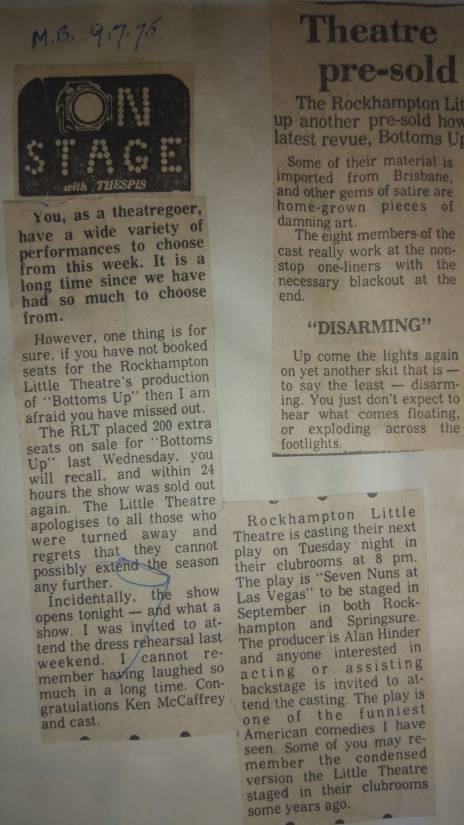 M.B. 9.7.75
ON
STAGE
with THESPIS
You, as a theatregoer,
have a wide variety of
performances to choose
from this week. It is a
long time since we have
had so much to choose
from.
However, one thing is for
sure, if you have not booked
seats for the Rockhampton
Little Theatre's production
of "Bottoms Up" then I am
afraid you have missed out.
The RLT placed 200 extra
seats on sale for "Bottoms
Up" last Wednesday, you
will recall, and within 24
hours the show was sold out
again. The Little Theatre
apologises to all those who
were turned away and
regrets that they cannot
possibly extend the season
any further.
Incidentally, the show
opens tonight — and what a
show. I was invited to at-
tend the dress rehearsal last
weekend. I cannot re-
member having laughed so
much in a long time. Con-
gratulations Ken McCaffrey
and cast.
Theatre
pre-sold
The Rockhampton Lit
up another pre-sold how
latest revue, Bottoms Up
Some of their material is
imported from Brisbane,
and other gems of satire are
home-grown pieces of
damning art.
The eight members of the
cast really work at the non-
stop one-liners with the
necessary blackout at the
end.
"DISARMING"
Up come the lights again
on yet another skit that is —
to say the least — disarm-
ing. You just don't expect to
hear what comes floating,
or exploding across the
footlights.
Rockhampton Little
Theatre is casting their next
play on Tuesday night in
their clubrooms at 8 pm.
The play is "Seven Nuns at
Las Vegas" to be staged in
September in both Rock-
hampton and Springsure.
The producer is Alan Hinder
and anyone interested in
acting or assisting
backstage is invited to at-
tend the casting. The play is
one of the funniest
American comedies I have
seen. Some of you may re-
member the condensed
version the Little Theatre
staged in their clubrooms
some years ago.